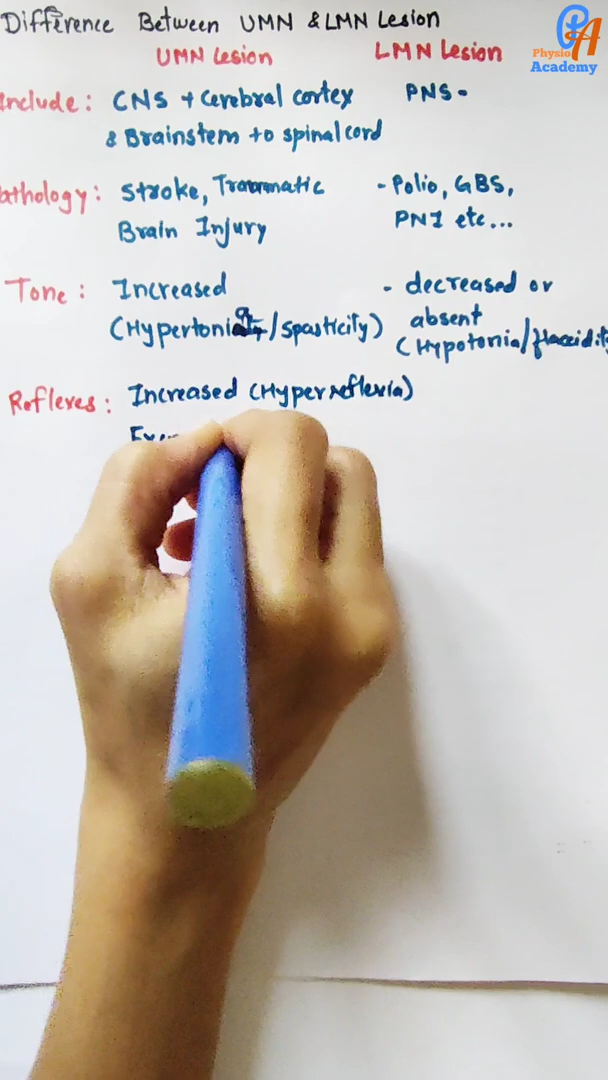 Difference Between UMN & LMN Lesion
Physio
Academy
UMN Lesion LMN Lesion
Include: CNS + Cerebral cortex PNS -
& Brainstem to spinal cord
athology: Stroke, Traumatic - Polio, GBS,
Brain Injury PNI etc...
Tone: Increased - decreased or
(Hypertonia/spasticity) absent
(Hypotonia/flaccidity
Reflexes: Increased (Hyperreflexia)